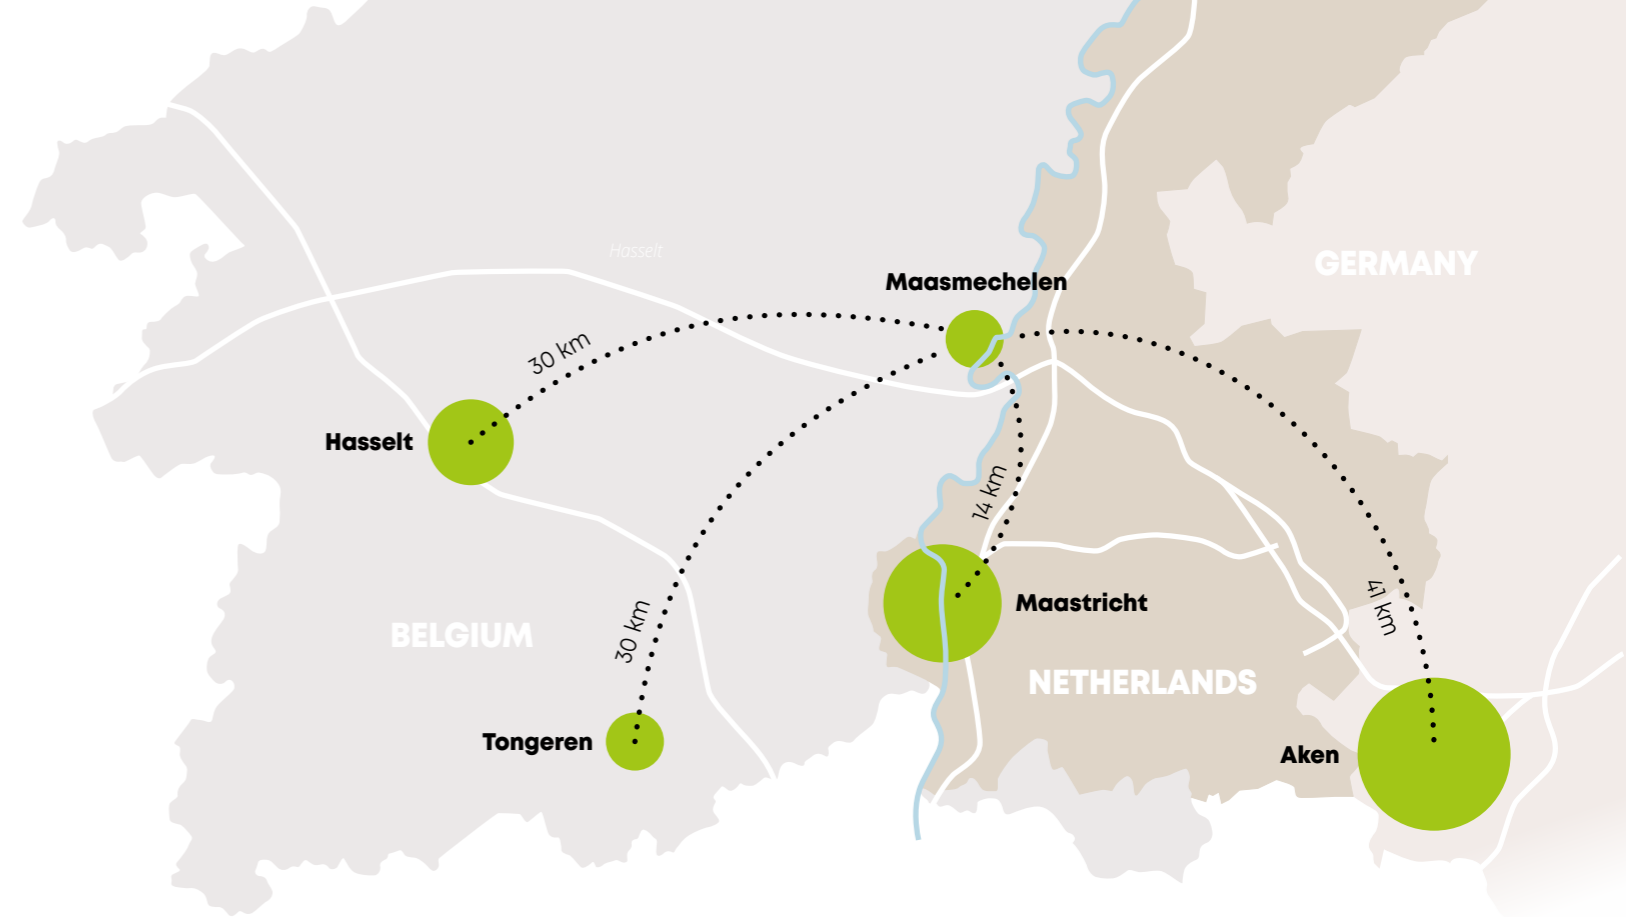 Hasselt
GERMANY
Maasmechelen
30 km
Hasselt
14 km
30 km
41 km
Maastricht
BELGIUM
NETHERLANDS
Tongeren
Aken